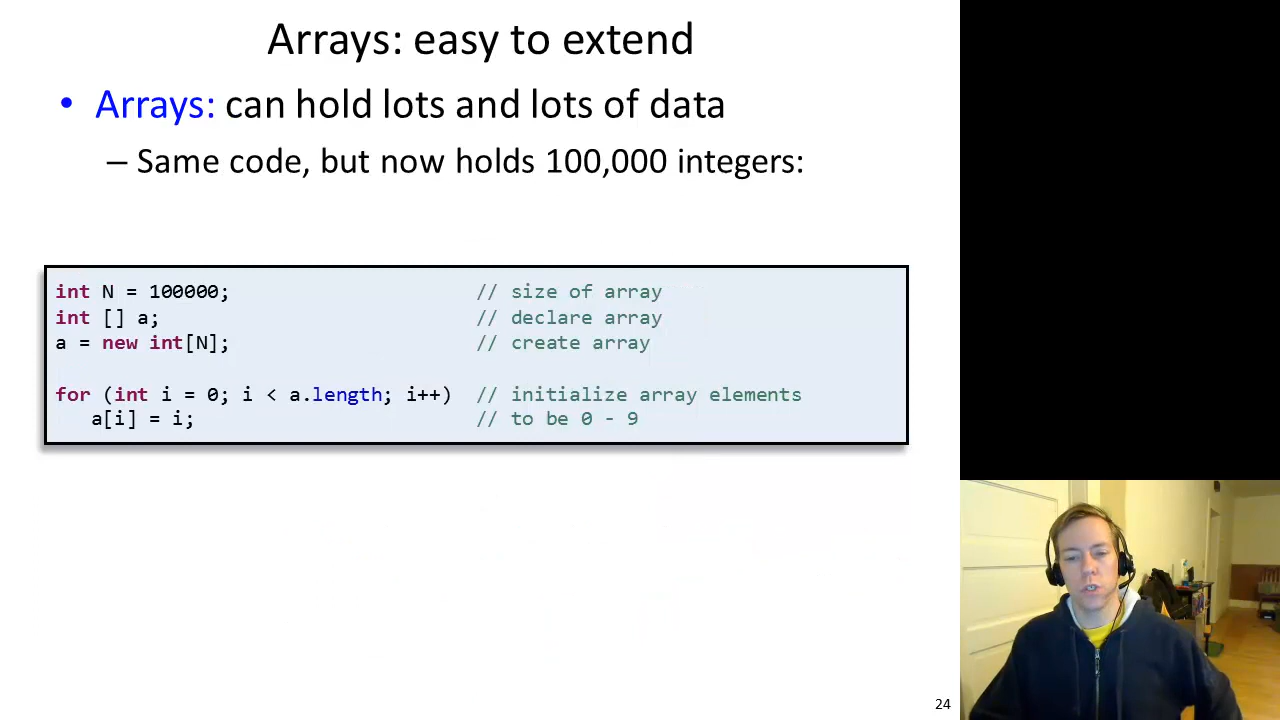 Arrays: easy to extend
• Arrays: can hold lots and lots of data
– Same code, but now holds 100,000 integers:
int N = 100000; // size of array
int [] a; // declare array
a = new int[N]; // create array
for (int i = 0; i < a.length; i++) // initialize array elements
a[i] = i; // to be 0 - 9
24